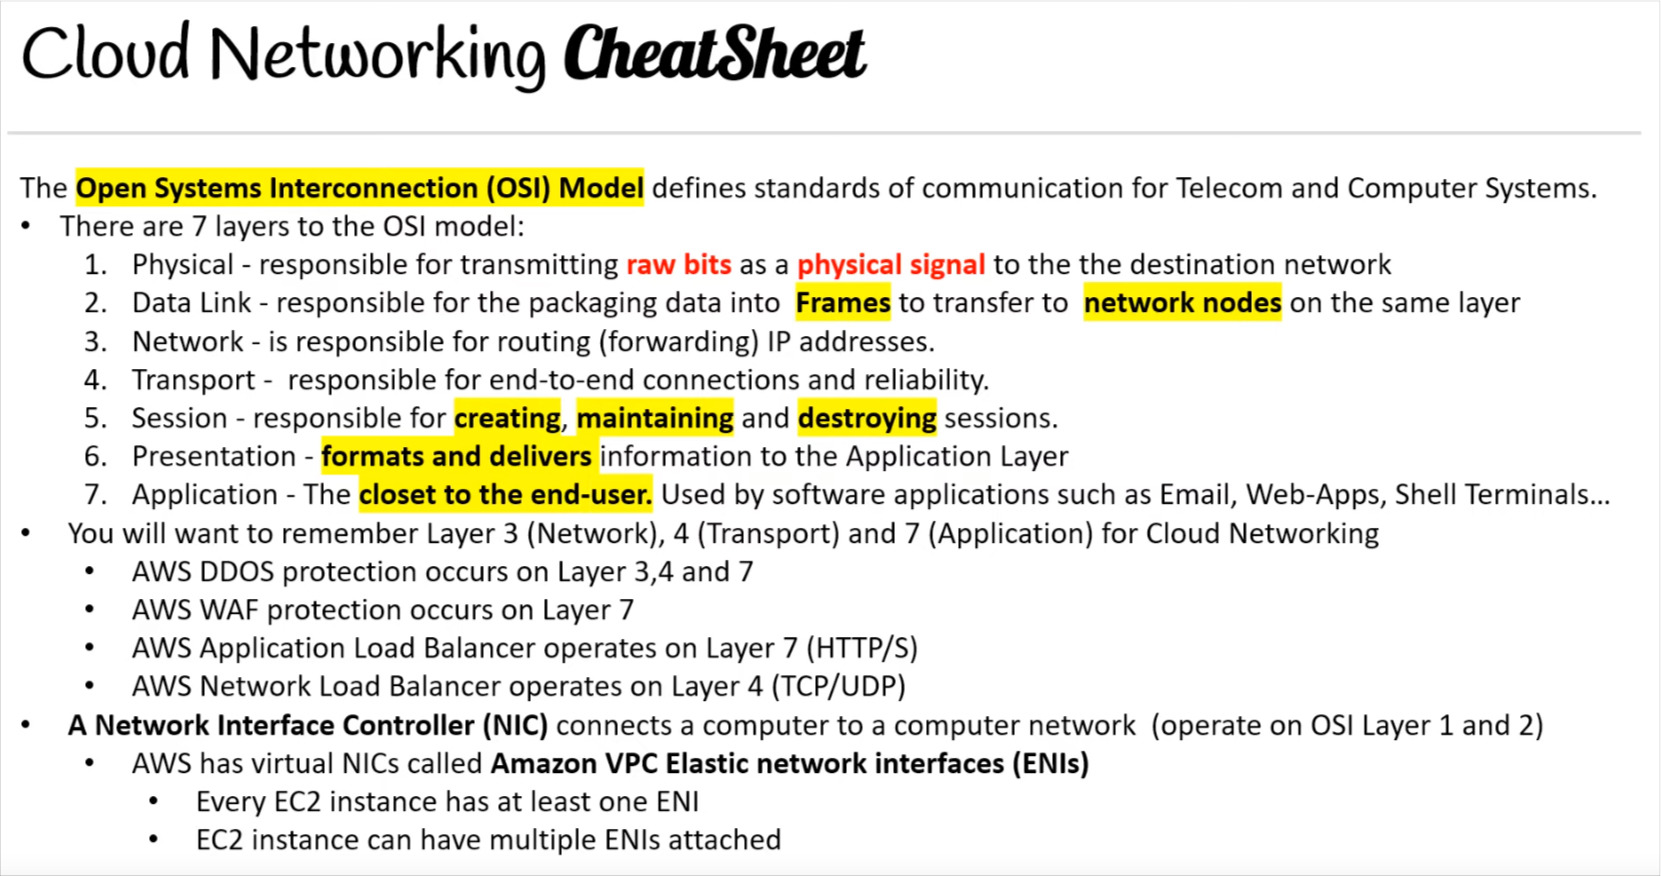 Cloud Networking CheatSheet
The Open Systems Interconnection (OSI) Model defines standards of communication for Telecom and Computer Systems.
• There are 7 layers to the OSI model:
1. Physical - responsible for transmitting raw bits as a physical signal to the the destination network
2. Data Link - responsible for the packaging data into Frames to transfer to network nodes on the same layer
3. Network - is responsible for routing (forwarding) IP addresses.
4. Transport - responsible for end-to-end connections and reliability.
5. Session - responsible for creating, maintaining and destroying sessions.
6. Presentation - formats and delivers information to the Application Layer
7. Application - The closet to the end-user. Used by software applications such as Email, Web-Apps, Shell Terminals...
• You will want to remember Layer 3 (Network), 4 (Transport) and 7 (Application) for Cloud Networking
• AWS DDOS protection occurs on Layer 3,4 and 7
• AWS WAF protection occurs on Layer 7
• AWS Application Load Balancer operates on Layer 7 (HTTP/S)
• AWS Network Load Balancer operates on Layer 4 (TCP/UDP)
• A Network Interface Controller (NIC) connects a computer to a computer network (operate on OSI Layer 1 and 2)
• AWS has virtual NICs called Amazon VPC Elastic network interfaces (ENIs)
• Every EC2 instance has at least one ENI
• EC2 instance can have multiple ENIs attached